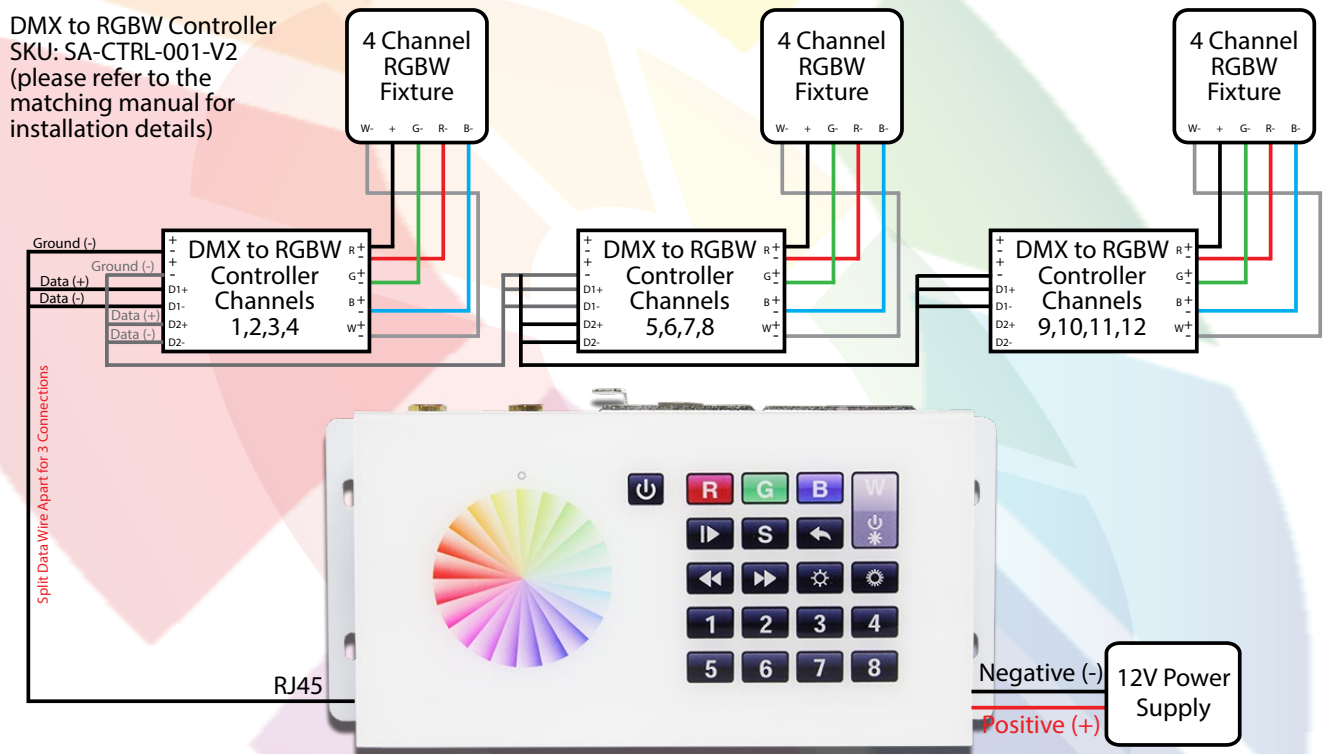 DMX to RGBW Controller
SKU: SA-CTRL-001-V2
(please refer to the
matching manual for
installation details)
4 Channel
RGBW
Fixture
W- + G- R- B-
4 Channel
RGBW
Fixture
W- + G- R- B-
4 Channel
RGBW
Fixture
W- + G- R- B-
Ground (-)
Ground (-)
Data (+)
Data (-)
Data (+)
Data (-)
+
-
+
-
D1+
D1-
D2+
D2-
DMX to RGBW
Controller
Channels
1,2,3,4
R + -
G + -
B + -
W + -
+
-
+
-
D1+
D1-
D2+
D2-
DMX to RGBW
Controller
Channels
5,6,7,8
R + -
G + -
B + -
W + -
+
-
+
-
D1+
D1-
D2+
D2-
DMX to RGBW
Controller
Channels
9,10,11,12
R + -
G + -
B + -
W + -
Split Data Wire Apart for 3 Connections
R G B W
S
1 2 3 4
5 6 7 8
RJ45
Negative (-)
Positive (+)
12V Power
Supply